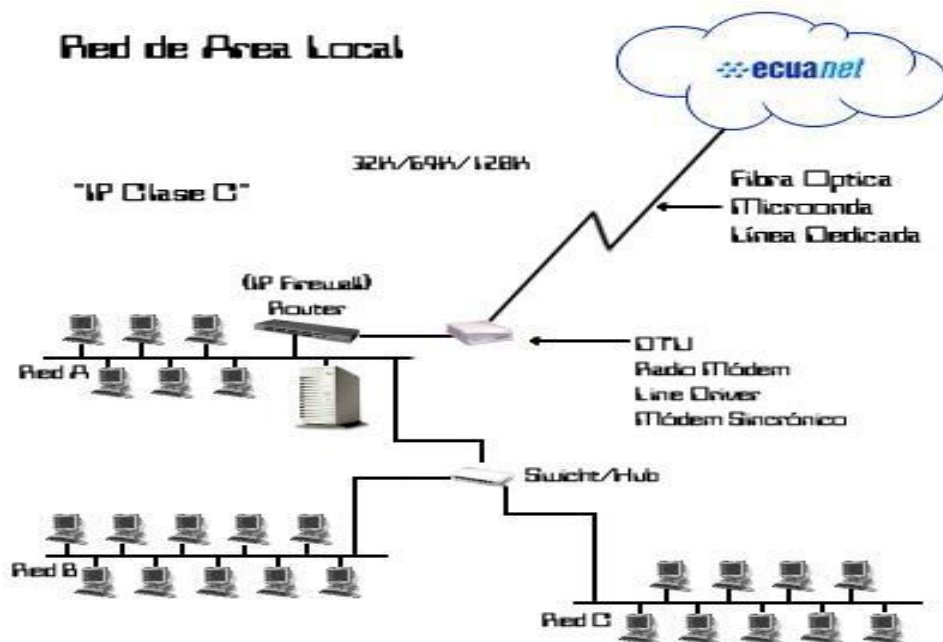 Red de Area Local
ecuanet
32K/64K/128K
"IP Clase C"
Fibra Optica
Microonda
Línea Dedicada
(IP Firewall)
Router
Red A
DTU
Radio Módem
Line Driver
Módem Sincrónico
Swicht/Hub
Red B
Red C